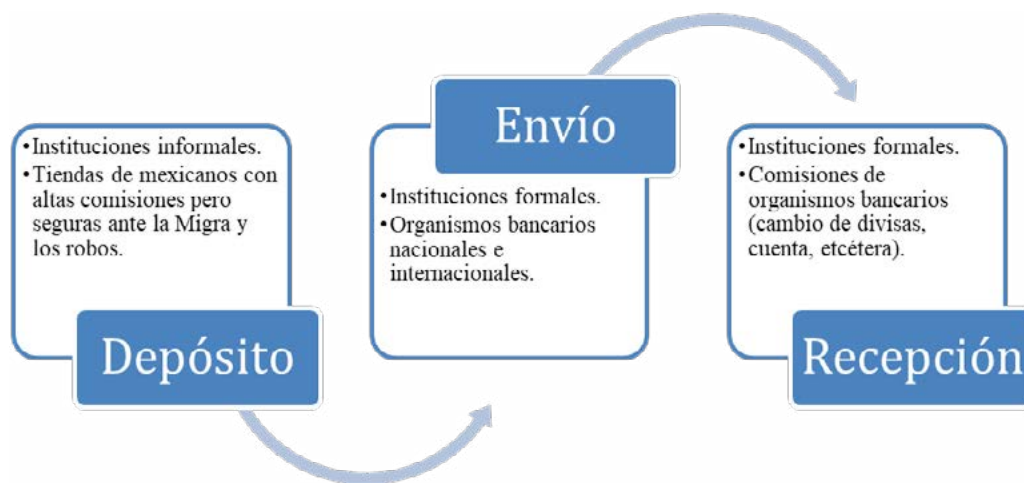 •Instituciones informales.
•Tiendas de mexicanos con
altas comisiones pero
seguras ante la Migra y
los robos.
Depósito
Envío
•Instituciones formales.
•Organismos bancarios
nacionales e
internacionales.
•Instituciones formales.
•Comisiones de
organismos bancarios
(cambio de divisas,
cuenta, etcétera).
Recepción